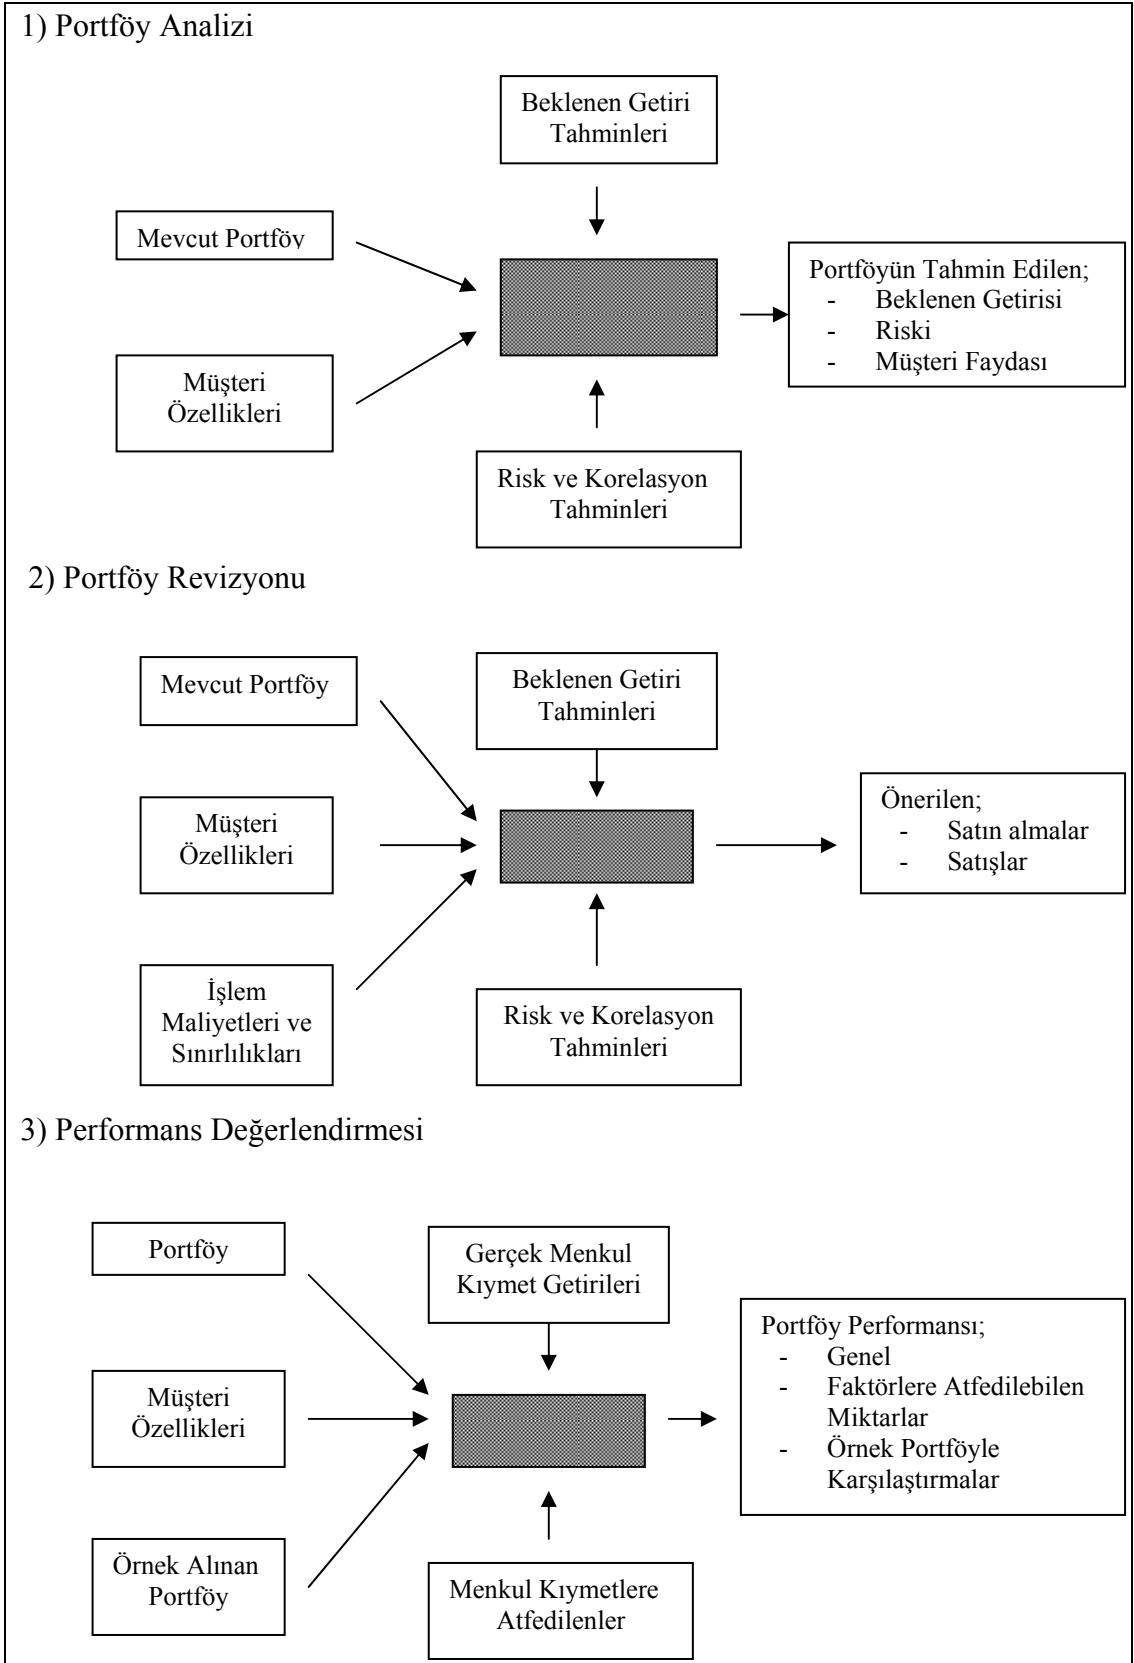 1) Portföy Analizi
Beklenen Getiri
Tahminleri
Mevcut Portföy
Portföyün Tahmin Edilen;
- Beklenen Getirisi
- Riski
- Müşteri Faydası
Müşteri
Özellikleri
Risk ve Korelasyon
Tahminleri
2) Portföy Revizyonu
Mevcut Portföy
Beklenen Getiri
Tahminleri
Müşteri
Özellikleri
Önerilen;
- Satın almalar
- Satışlar
İşlem
Maliyetleri ve
Sınırlılıkları
Risk ve Korelasyon
Tahminleri
3) Performans Değerlendirmesi
Portföy
Gerçek Menkul
Kıymet Getirileri
Müşteri
Özellikleri
Portföy Performansı;
- Genel
- Faktörlere Atfedilebilen
Miktarlar
- Örnek Portföyle
Karşılaştırmalar
Örnek Alınan
Portföy
Menkul Kıymetlere
Atfedilenler